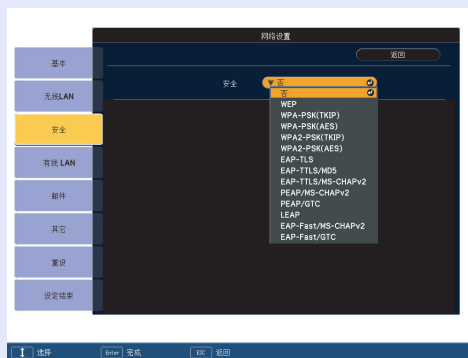 网络设置
返回
基本
无线LAN
安全
有线 LAN
邮件
其它
重设
设定结束
安全
否
否
WEP
WPA-PSK(TKIP)
WPA-PSK(AES)
WPA2-PSK(TKIP)
WPA2-PSK(AES)
EAP-TLS
EAP-TTLS/MD5
EAP-TTLS/MS-CHAPv2
PEAP/MS-CHAPv2
PEAP/GTC
LEAP
EAP-Fast/MS-CHAPv2
EAP-Fast/GTC
选择 Enter 完成 ESC 返回